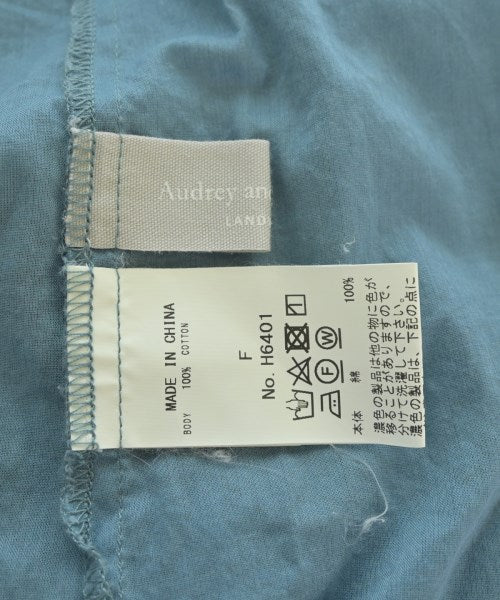 Audrey an
LAND
MADE IN CHINA
BODY 100% COTTON
F
No. H6401
1
F W
本体 綿 100%
濃色の製品は他の物に色が
移ることがありますので、
分けて洗濯して下さい。
濃色の製品は、下記の点に